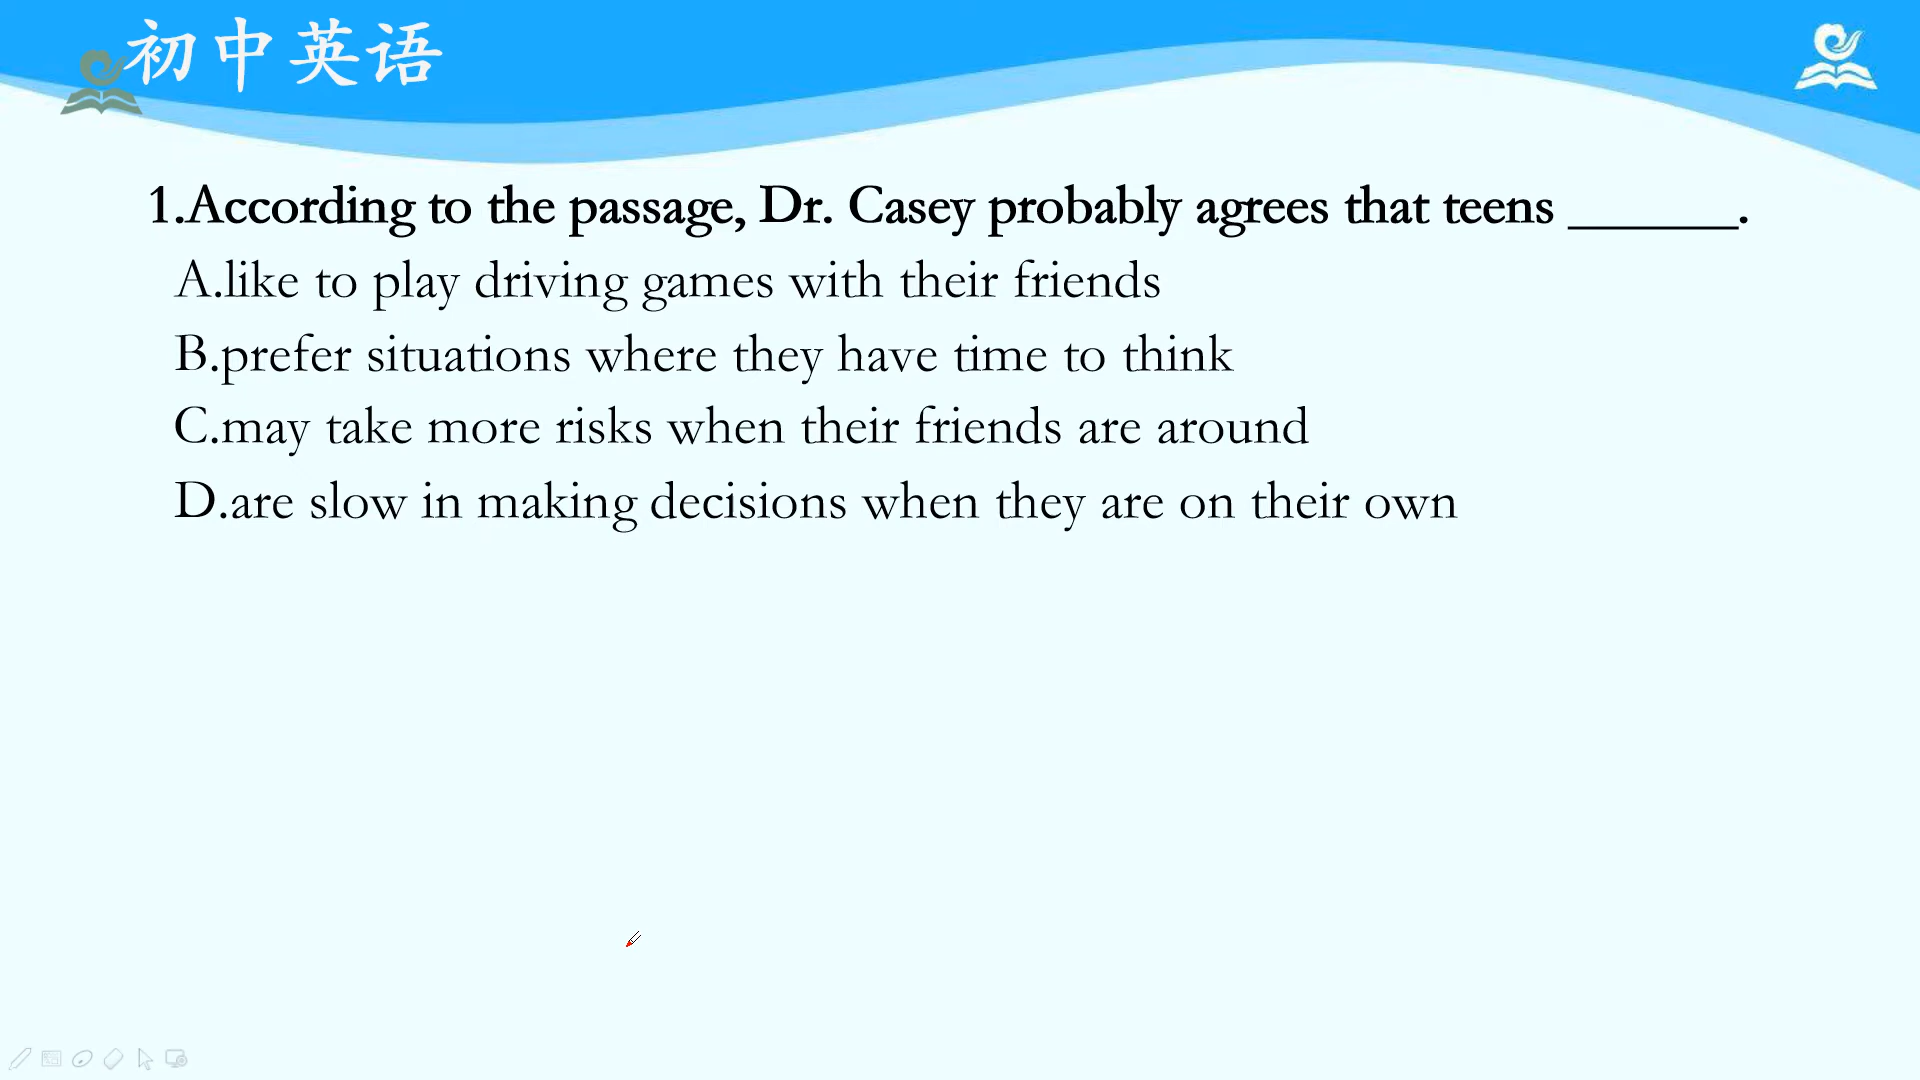 初中英语
1.According to the passage, Dr. Casey probably agrees that teens ______.
A.like to play driving games with their friends
B.prefer situations where they have time to think
C.may take more risks when their friends are around
D.are slow in making decisions when they are on their own